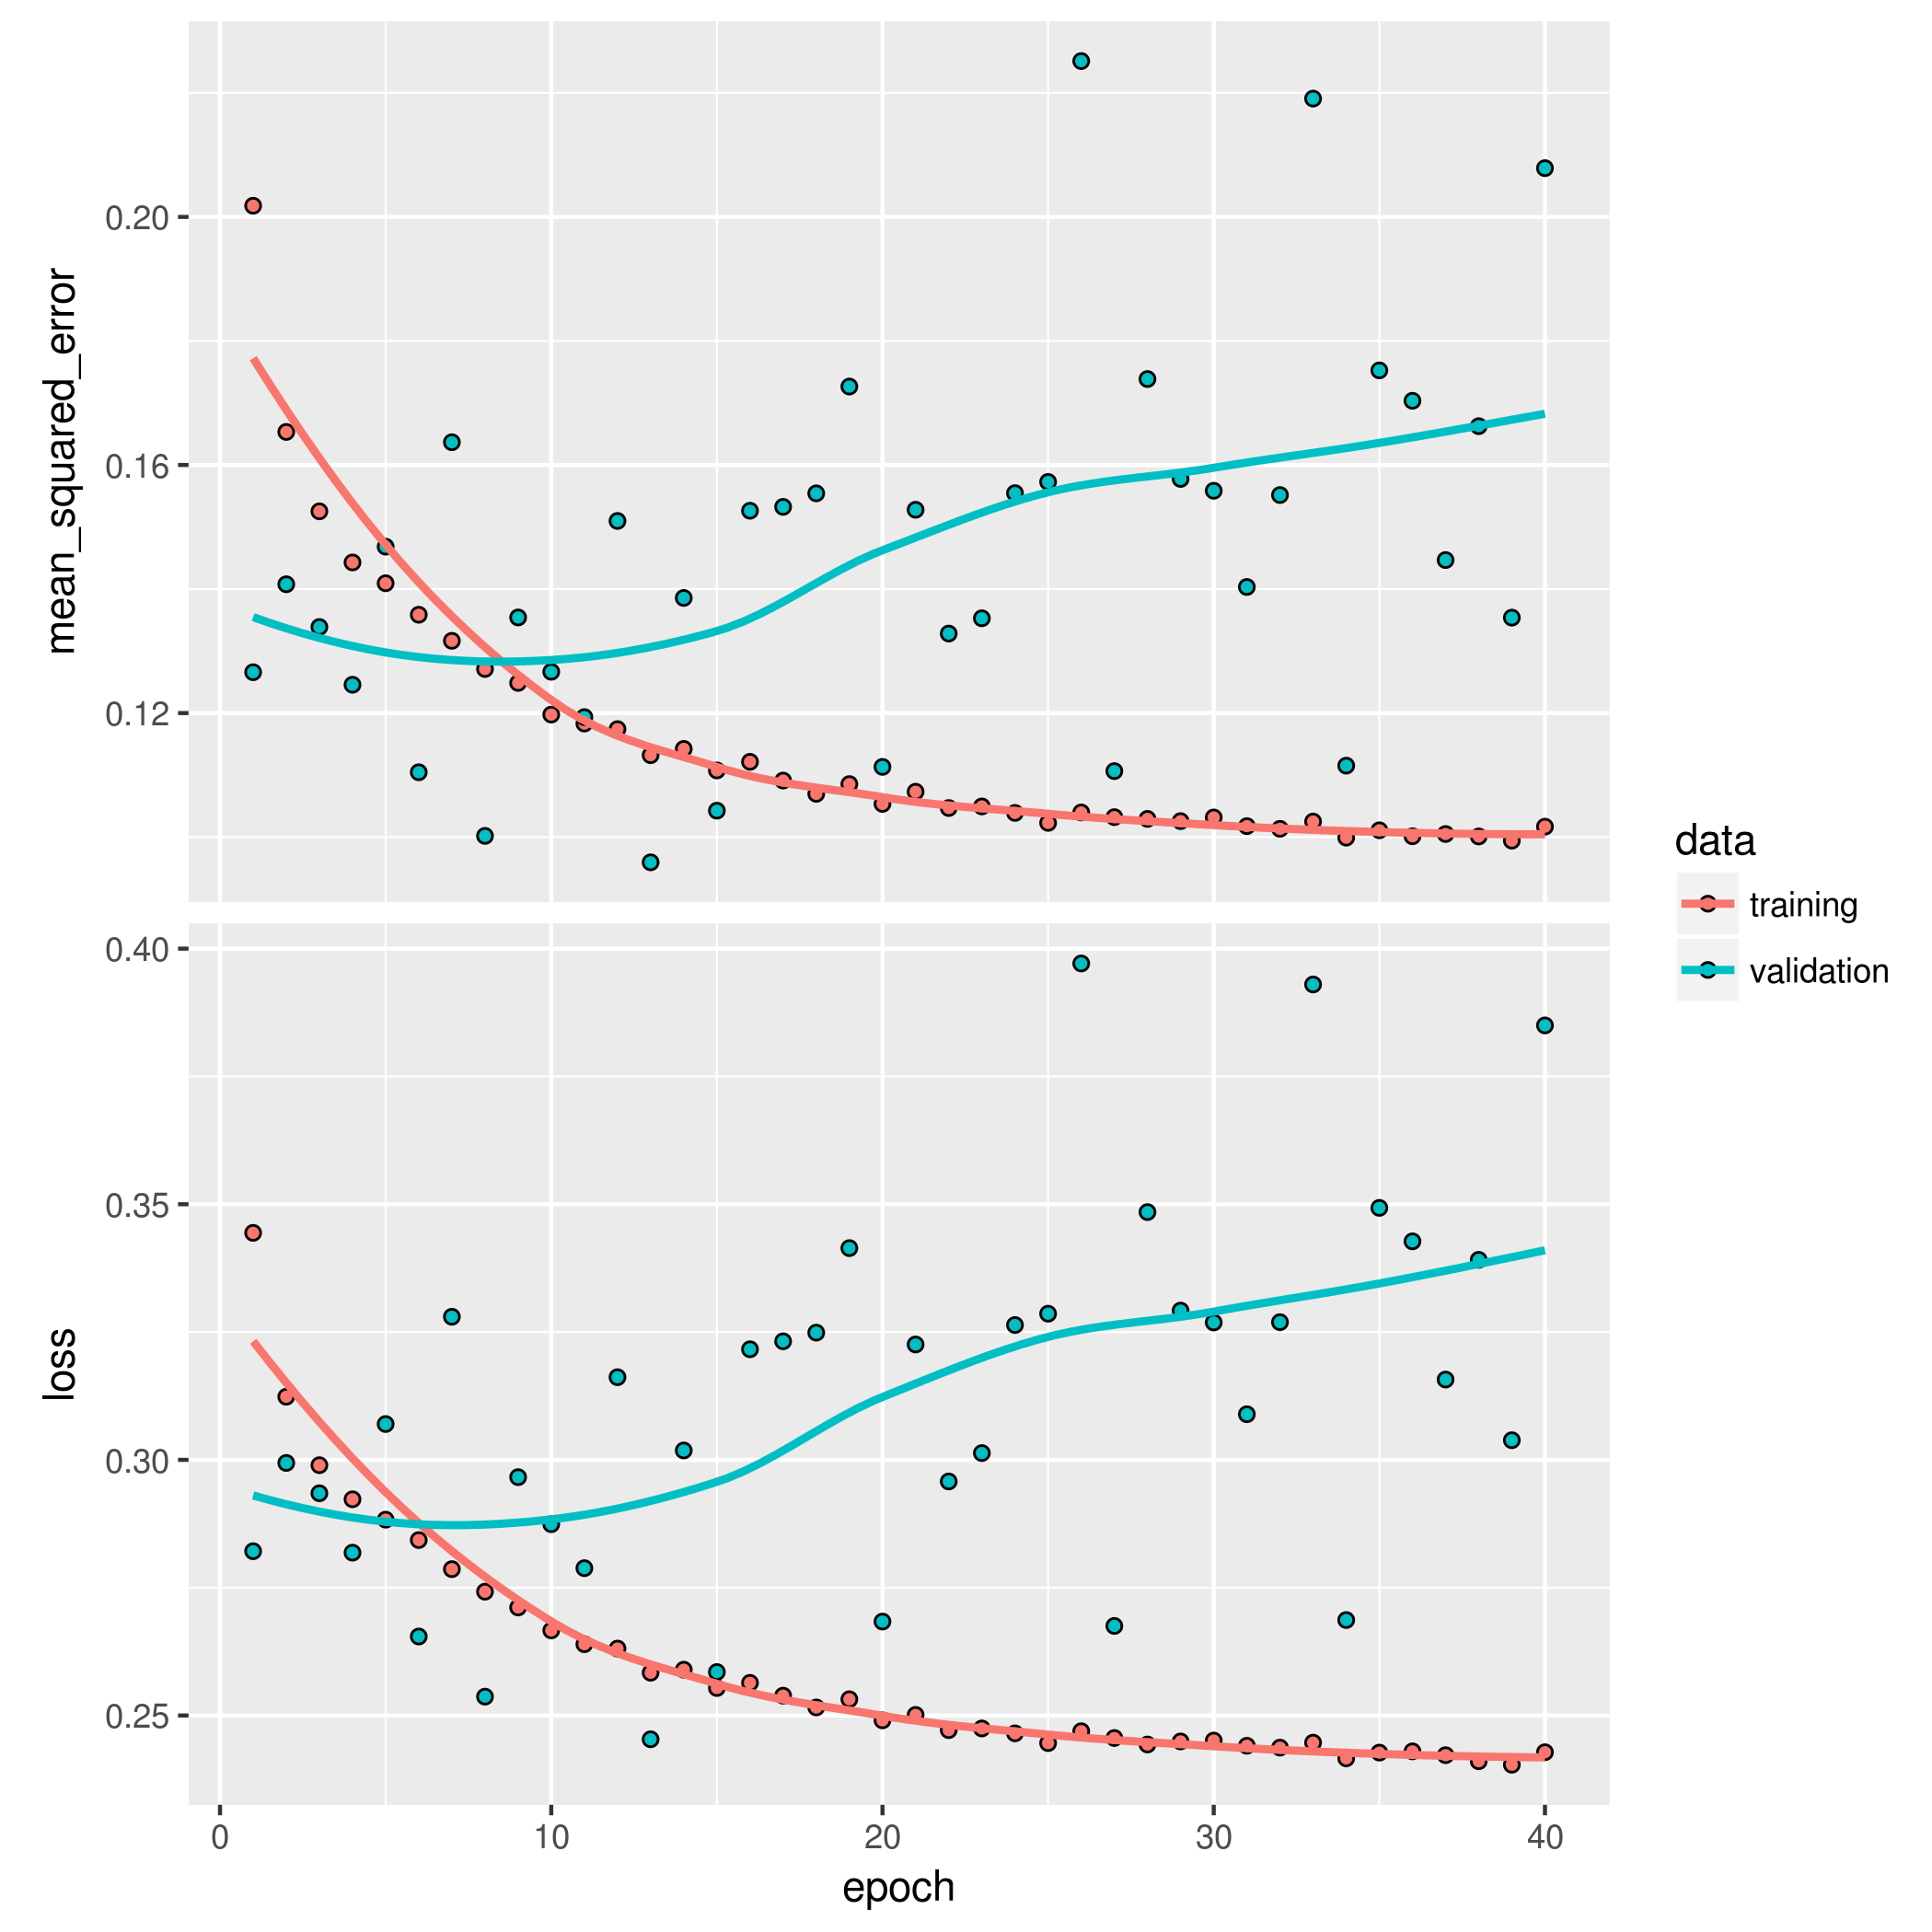 mean_squared_error
0.20
0.16
0.12
loss
0.40
0.35
0.30
0.25
0 10 20 30 40
epoch
data
training
validation